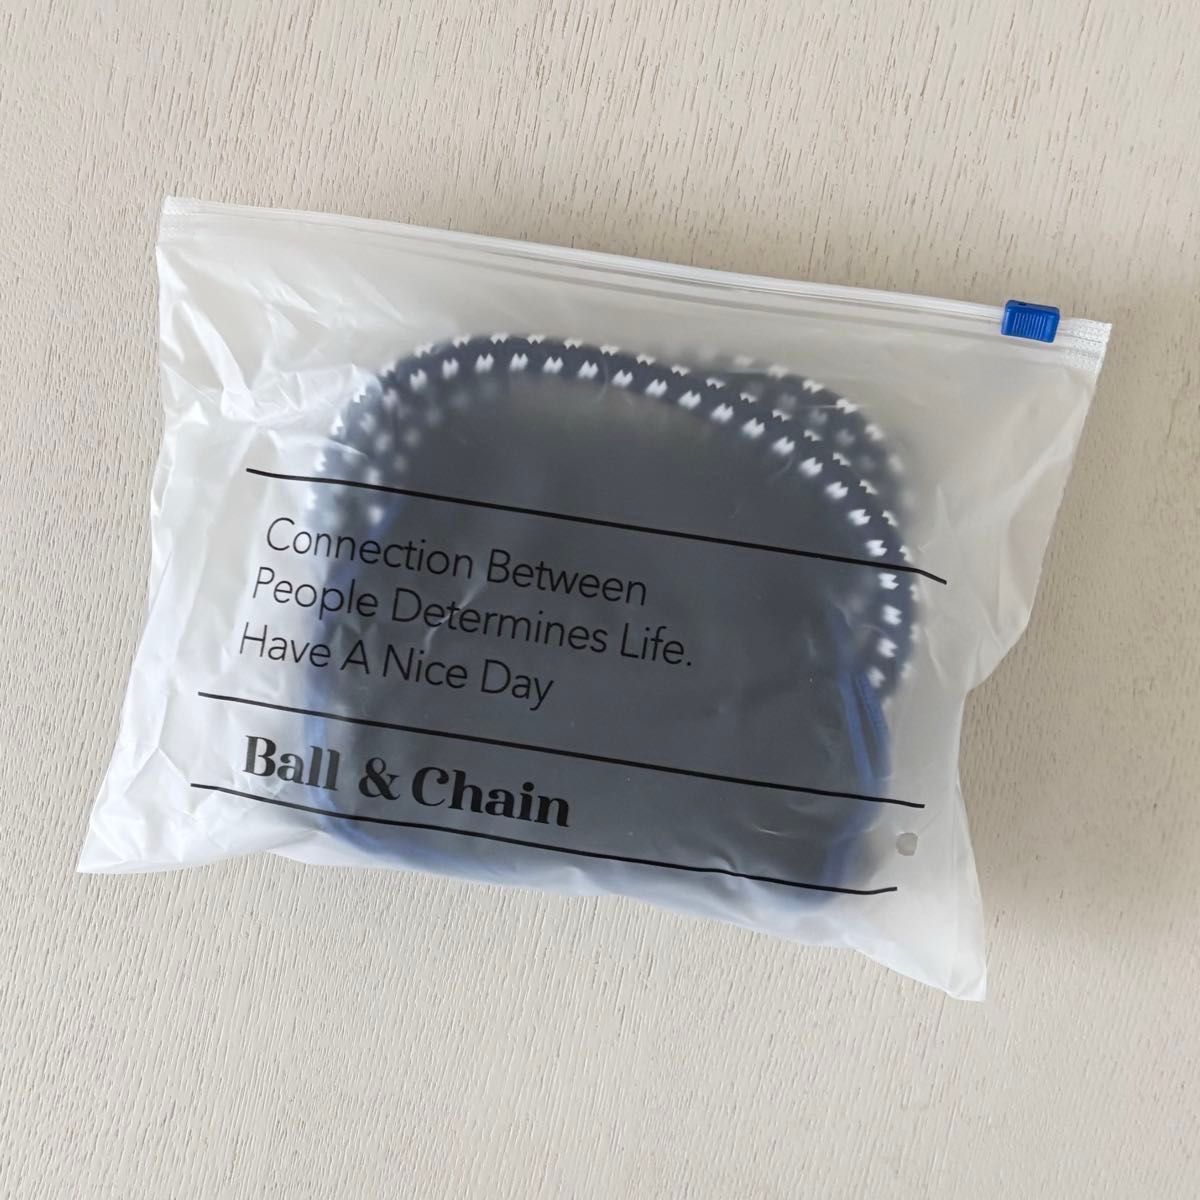 Connection Between
People Determines Life.
Have A Nice Day
Ball & Chain